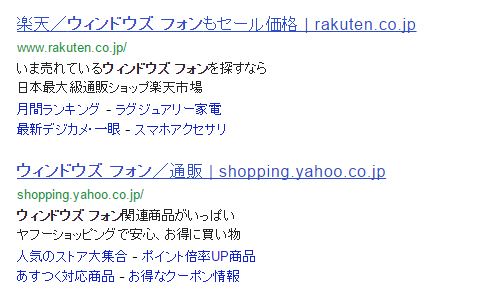 楽天／ウィンドウズ フォンもセール価格 | rakuten.co.jp
www.rakuten.co.jp/
いま売れているウィンドウズ フォンを探すなら
日本最大級通販ショップ楽天市場
月間ランキング - ラグジュアリー家電
最新デジカメ・一眼 - スマホアクセサリ
ウィンドウズ フォン／通販 | shopping.yahoo.co.jp
shopping.yahoo.co.jp/
ウィンドウズ フォン関連商品がいっぱい
ヤフーショッピングで安心、お得に買い物
人気のストア大集合 - ポイント倍率UP商品
あすつく対応商品 - お得なクーポン情報